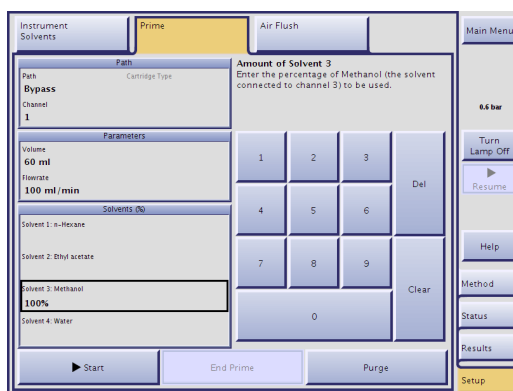 Instrument
Solvents
Prime
Air Flush
Main Menu
Path
Path
Cartridge Type
Bypass
Channel
1
Parameters
Volume
60 ml
Flowrate
100 ml/min
Solvents (%)
Solvent 1: n-Hexane
Solvent 2: Ethyl acetate
Solvent 3: Methanol
100%
Solvent 4: Water
Amount of Solvent 3
Enter the percentage of Methanol (the solvent
connected to channel 3) to be used.
1
2
3
Del
4
5
6
7
8
9
Clear
0
0.6 bar
Turn
Lamp Off
Resume
Help
Method
Status
Results
Setup
Start
End Prime
Purge